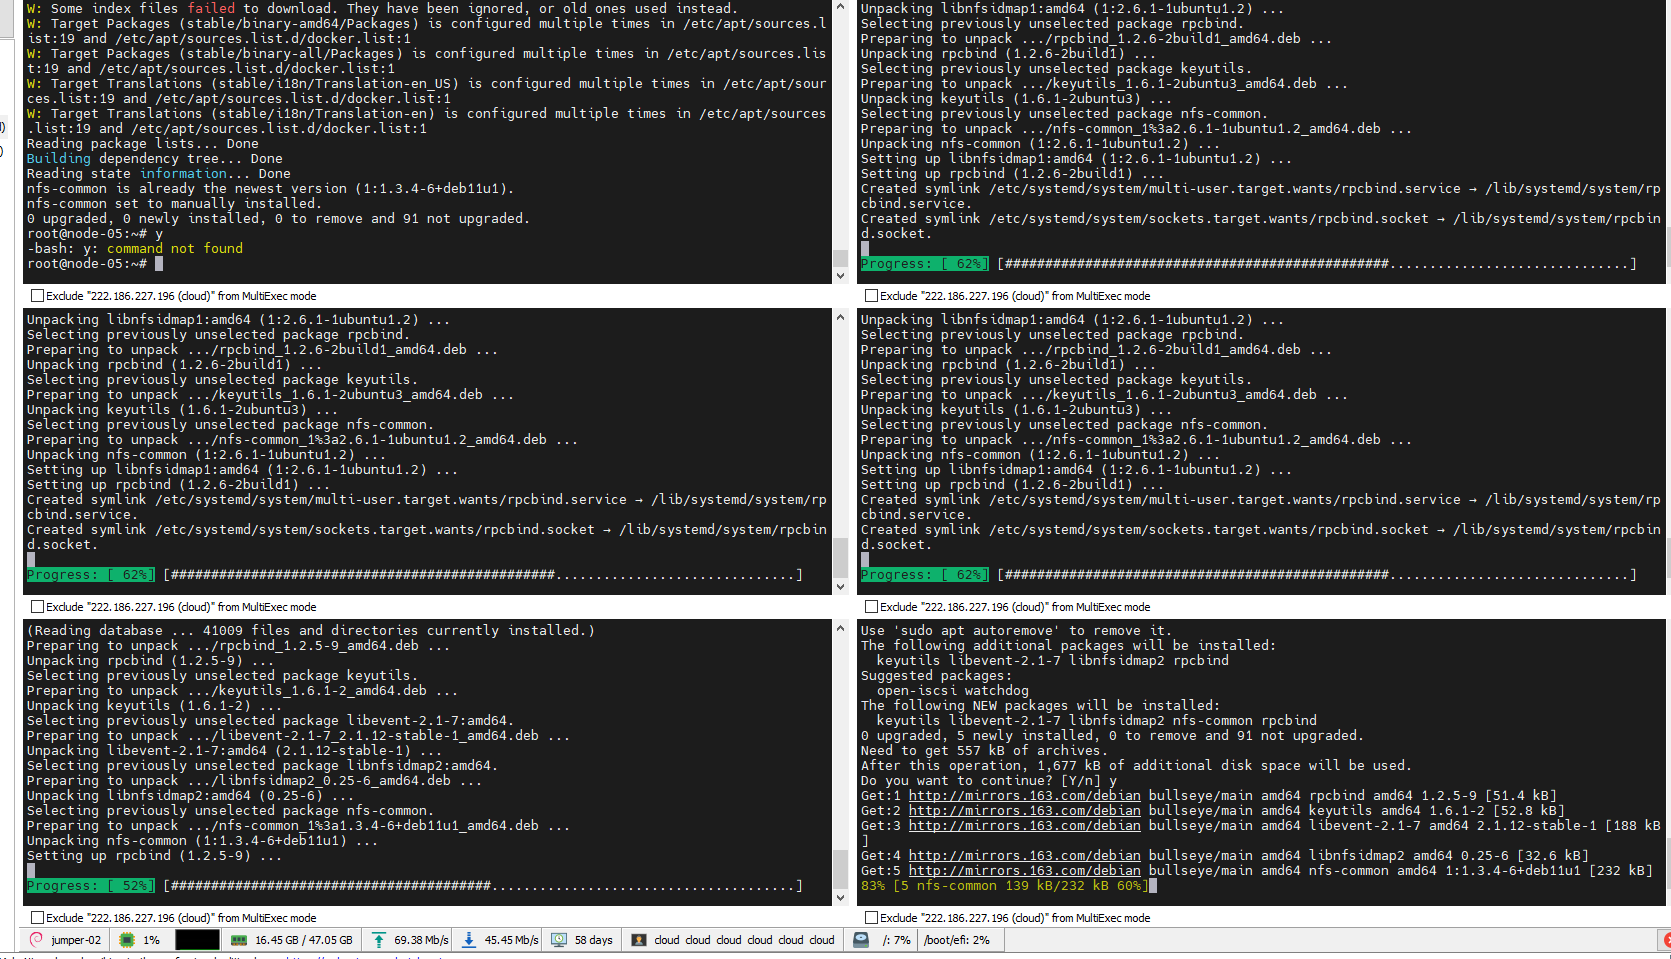 W: Some index files failed to download. They have been ignored, or old ones used instead.
W: Target Packages (stable/binary-amd64/Packages) is configured multiple times in /etc/apt/sources.l
ist:19 and /etc/apt/sources.list.d/docker.list:1
W: Target Packages (stable/binary-all/Packages) is configured multiple times in /etc/apt/sources.lis
t:19 and /etc/apt/sources.list.d/docker.list:1
W: Target Translations (stable/i18n/Translation-en_US) is configured multiple times in /etc/apt/sour
ces.list:19 and /etc/apt/sources.list.d/docker.list:1
W: Target Translations (stable/i18n/Translation-en) is configured multiple times in /etc/apt/sources
.list:19 and /etc/apt/sources.list.d/docker.list:1
Reading package lists... Done
Building dependency tree... Done
Reading state information... Done
nfs-common is already the newest version (1:1.3.4-6+deb11u1).
nfs-common set to manually installed.
0 upgraded, 0 newly installed, 0 to remove and 91 not upgraded.
root@node-05:~# y
-bash: y: command not found
root@node-05:~#
Exclude "222.186.227.196 (cloud)" from MultiExec mode
Unpacking libnfsidmap1:amd64 (1:2.6.1-1ubuntu1.2) ...
Selecting previously unselected package rpcbind.
Preparing to unpack .../rpcbind_1.2.6-2build1_amd64.deb ...
Unpacking rpcbind (1.2.6-2build1) ...
Selecting previously unselected package keyutils.
Preparing to unpack .../keyutils_1.6.1-2ubuntu3_amd64.deb ...
Unpacking keyutils (1.6.1-2ubuntu3) ...
Selecting previously unselected package nfs-common.
Preparing to unpack .../nfs-common_1%3a2.6.1-1ubuntu1.2_amd64.deb ...
Unpacking nfs-common (1:2.6.1-1ubuntu1.2) ...
Setting up libnfsidmap1:amd64 (1:2.6.1-1ubuntu1.2) ...
Setting up rpcbind (1.2.6-2build1) ...
Created symlink /etc/systemd/system/multi-user.target.wants/rpcbind.service → /lib/systemd/system/rp
cbind.service.
Created symlink /etc/systemd/system/sockets.target.wants/rpcbind.socket → /lib/systemd/system/rpcbin
d.socket.
Progress: [ 62%] [################################################..............................]
Exclude "222.186.227.196 (cloud)" from MultiExec mode
Unpacking libnfsidmap1:amd64 (1:2.6.1-1ubuntu1.2) ...
Selecting previously unselected package rpcbind.
Preparing to unpack .../rpcbind_1.2.6-2build1_amd64.deb ...
Unpacking rpcbind (1.2.6-2build1) ...
Selecting previously unselected package keyutils.
Preparing to unpack .../keyutils_1.6.1-2ubuntu3_amd64.deb ...
Unpacking keyutils (1.6.1-2ubuntu3) ...
Selecting previously unselected package nfs-common.
Preparing to unpack .../nfs-common_1%3a2.6.1-1ubuntu1.2_amd64.deb ...
Unpacking nfs-common (1:2.6.1-1ubuntu1.2) ...
Setting up libnfsidmap1:amd64 (1:2.6.1-1ubuntu1.2) ...
Setting up rpcbind (1.2.6-2build1) ...
Created symlink /etc/systemd/system/multi-user.target.wants/rpcbind.service → /lib/systemd/system/rp
cbind.service.
Created symlink /etc/systemd/system/sockets.target.wants/rpcbind.socket → /lib/systemd/system/rpcbin
d.socket.
Progress: [ 62%] [################################################..............................]
Exclude "222.186.227.196 (cloud)" from MultiExec mode
Unpacking libnfsidmap1:amd64 (1:2.6.1-1ubuntu1.2) ...
Selecting previously unselected package rpcbind.
Preparing to unpack .../rpcbind_1.2.6-2build1_amd64.deb ...
Unpacking rpcbind (1.2.6-2build1) ...
Selecting previously unselected package keyutils.
Preparing to unpack .../keyutils_1.6.1-2ubuntu3_amd64.deb ...
Unpacking keyutils (1.6.1-2ubuntu3) ...
Selecting previously unselected package nfs-common.
Preparing to unpack .../nfs-common_1%3a2.6.1-1ubuntu1.2_amd64.deb ...
Unpacking nfs-common (1:2.6.1-1ubuntu1.2) ...
Setting up libnfsidmap1:amd64 (1:2.6.1-1ubuntu1.2) ...
Setting up rpcbind (1.2.6-2build1) ...
Created symlink /etc/systemd/system/multi-user.target.wants/rpcbind.service → /lib/systemd/system/rp
cbind.service.
Created symlink /etc/systemd/system/sockets.target.wants/rpcbind.socket → /lib/systemd/system/rpcbin
d.socket.
Progress: [ 62%] [################################################..............................]
Exclude "222.186.227.196 (cloud)" from MultiExec mode
(Reading database ... 41009 files and directories currently installed.)
Preparing to unpack .../rpcbind_1.2.5-9_amd64.deb ...
Unpacking rpcbind (1.2.5-9) ...
Selecting previously unselected package keyutils.
Preparing to unpack .../keyutils_1.6.1-2_amd64.deb ...
Unpacking keyutils (1.6.1-2) ...
Selecting previously unselected package libevent-2.1-7:amd64.
Preparing to unpack .../libevent-2.1-7_2.1.12-stable-1_amd64.deb ...
Unpacking libevent-2.1-7:amd64 (2.1.12-stable-1) ...
Selecting previously unselected package libnfsidmap2:amd64.
Preparing to unpack .../libnfsidmap2_0.25-6_amd64.deb ...
Unpacking libnfsidmap2:amd64 (0.25-6) ...
Selecting previously unselected package nfs-common.
Preparing to unpack .../nfs-common_1%3a1.3.4-6+deb11u1_amd64.deb ...
Unpacking nfs-common (1:1.3.4-6+deb11u1) ...
Setting up rpcbind (1.2.5-9) ...
Progress: [ 52%] [########################################......................................]
Exclude "222.186.227.196 (cloud)" from MultiExec mode
Use 'sudo apt autoremove' to remove it.
The following additional packages will be installed:
  keyutils libevent-2.1-7 libnfsidmap2 rpcbind
Suggested packages:
  open-iscsi watchdog
The following NEW packages will be installed:
  keyutils libevent-2.1-7 libnfsidmap2 nfs-common rpcbind
0 upgraded, 5 newly installed, 0 to remove and 91 not upgraded.
Need to get 557 kB of archives.
After this operation, 1,677 kB of additional disk space will be used.
Do you want to continue? [Y/n] y
Get:1 http://mirrors.163.com/debian bullseye/main amd64 rpcbind amd64 1.2.5-9 [51.4 kB]
Get:2 http://mirrors.163.com/debian bullseye/main amd64 keyutils amd64 1.6.1-2 [52.8 kB]
Get:3 http://mirrors.163.com/debian bullseye/main amd64 libevent-2.1-7 amd64 2.1.12-stable-1 [188 kB
]
Get:4 http://mirrors.163.com/debian bullseye/main amd64 libnfsidmap2 amd64 0.25-6 [32.6 kB]
Get:5 http://mirrors.163.com/debian bullseye/main amd64 nfs-common amd64 1:1.3.4-6+deb11u1 [232 kB]
83% [5 nfs-common 139 kB/232 kB 60%]
Exclude "222.186.227.196 (cloud)" from MultiExec mode
jumper-02 1% 16.45 GB / 47.05 GB 69.38 Mb/s 45.45 Mb/s 58 days cloud cloud cloud cloud cloud cloud /: 7% /boot/efi: 2%